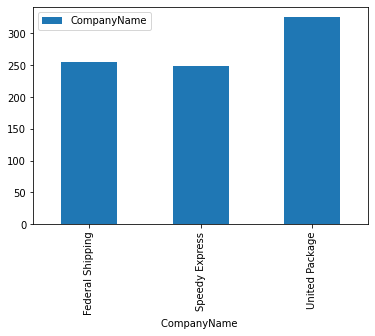 CompanyName
300
250
200
150
100
50
0
Federal Shipping
Speedy Express
United Package
CompanyName